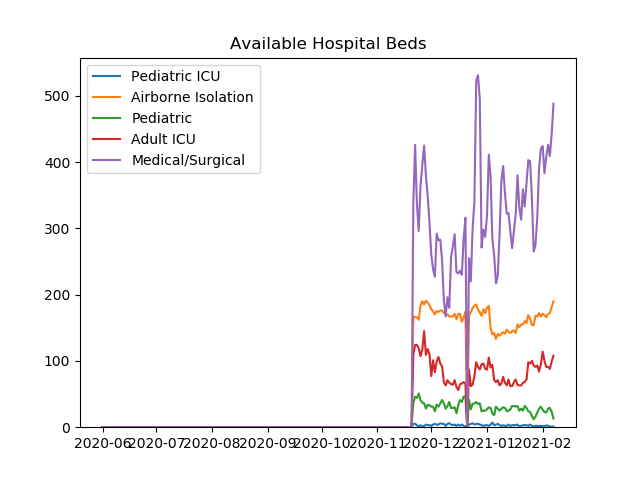 Available Hospital Beds
Pediatric ICU
Airborne Isolation
Pediatric
Adult ICU
Medical/Surgical
500
400
300
200
100
0
2020-06 2020-07 2020-08 2020-09 2020-10 2020-11 2020-12 2021-01 2021-02